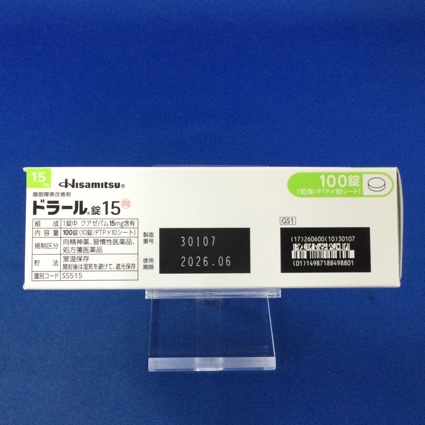 15mg
Hisamitsu®
睡眠障害改善剤
ドラール®錠15 向
組成 1錠中 クアゼパム15mg含有
内容量 100錠(10錠/PTP×10シート)
規制区分 向精神薬、習慣性医薬品、
処方箋医薬品
貯法 室温保存
開封後は湿気を避けて、遮光保存
識別コード SS515
製造番号 30107
使用期限 2026.06
100錠
(10錠/PTP×10シート)
GS1
(17)260600(10)30107
(01)14987188498801